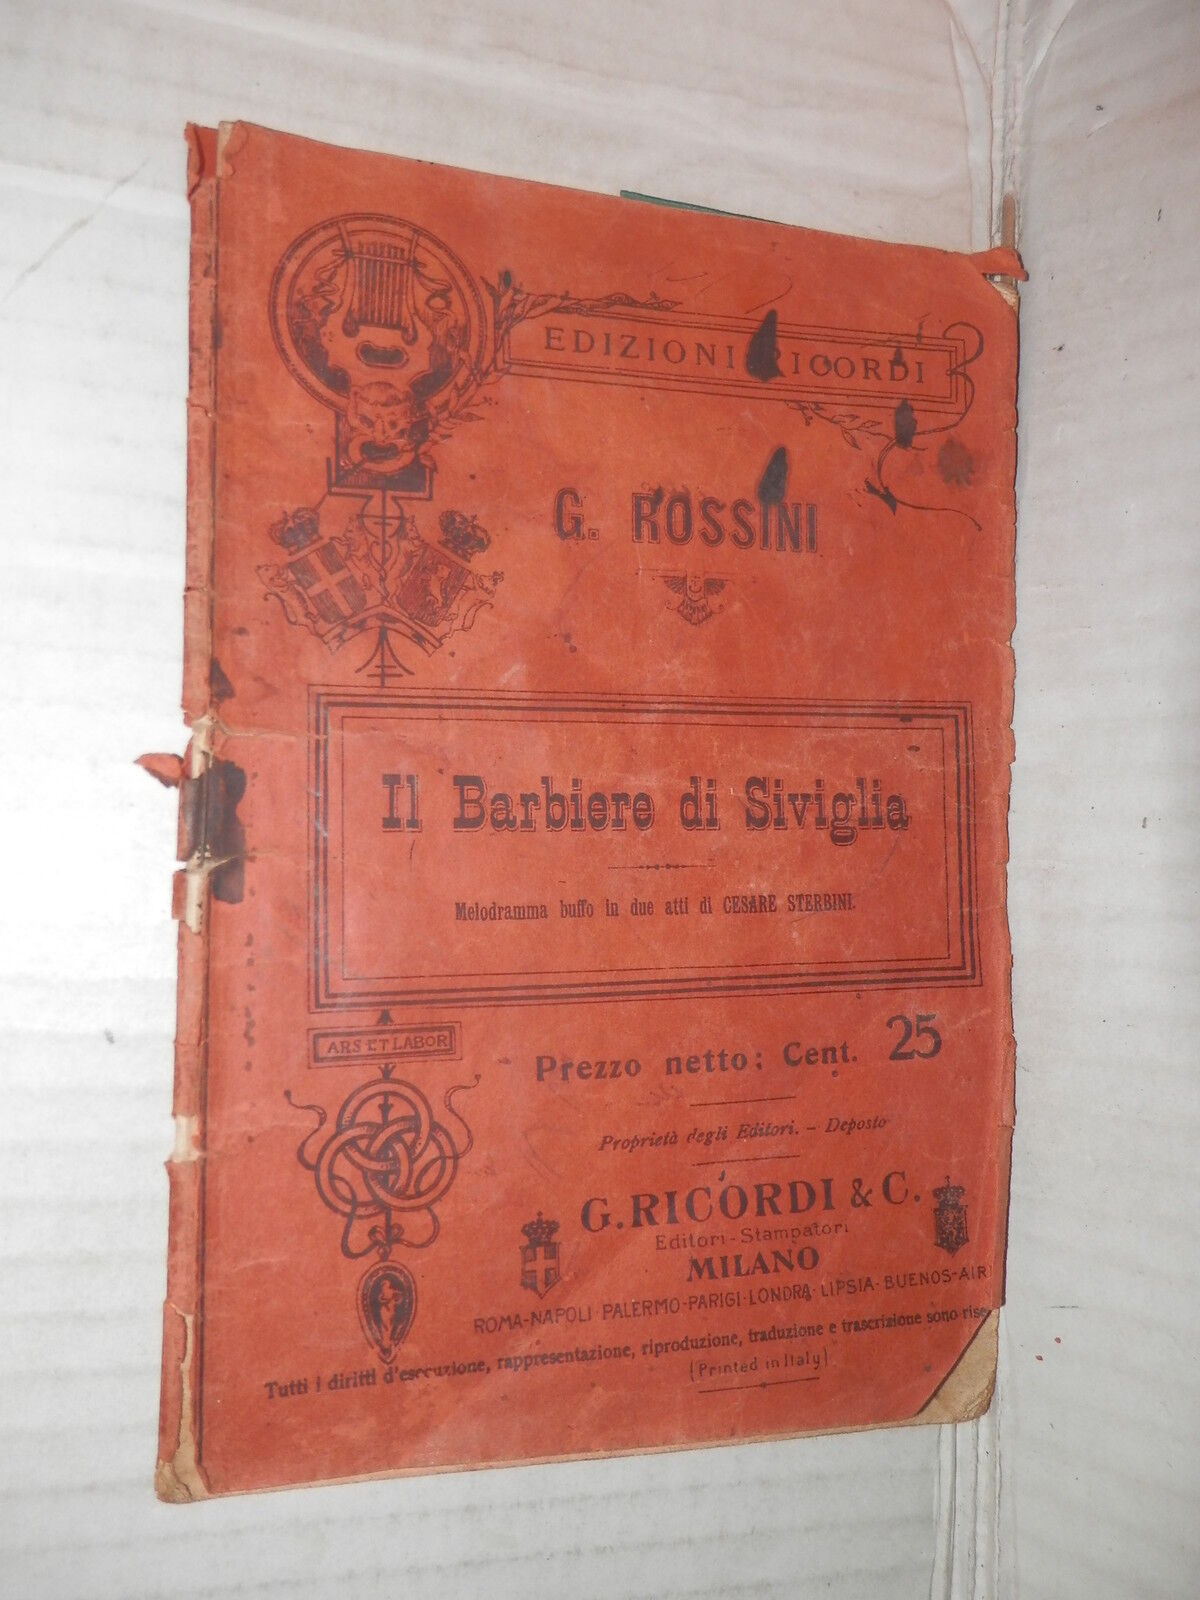 EDIZIONI RICORDI
G. ROSSINI
Il Barbiere di Siviglia
Melodramma buffo in due atti di CESARE STERBINI.
ARS ET LABOR
Prezzo netto: Cent. 25
Proprietà degli Editori. - Deposto
G. RICORDI & C.
Editori-Stampatori
MILANO
ROMA-NAPOLI-PALERMO-PARIGI-LONDRA-LIPSIA-BUENOS-AIR
Tutti i diritti d'esecuzione, rappresentazione, riproduzione, traduzione e trascrizione sono rise
(Printed in Italy)